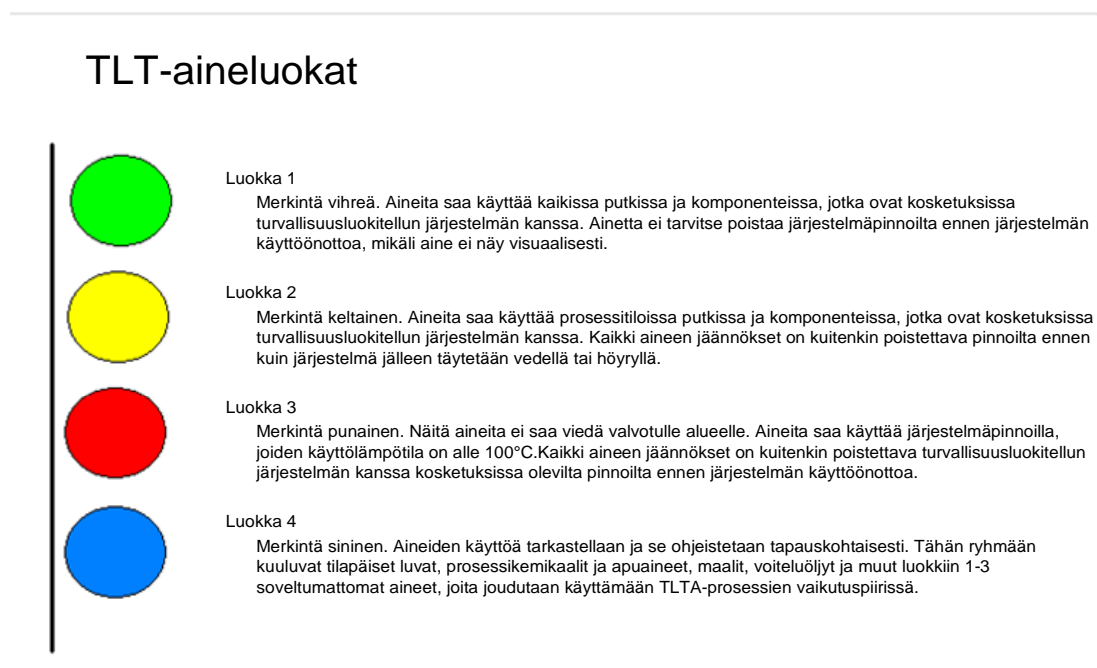 TLT-aineluokat
Luokka 1
Merkintä vihreä. Aineita saa käyttää kaikissa putkissa ja komponenteissa, jotka ovat kosketuksissa
turvallisuusluokitellun järjestelmän kanssa. Ainetta ei tarvitse poistaa järjestelmäpinnoilta ennen järjestelmän
käyttöönottoa, mikäli aine ei näy visuaalisesti.
Luokka 2
Merkintä keltainen. Aineita saa käyttää prosessitiloissa putkissa ja komponenteissa, jotka ovat kosketuksissa
turvallisuusluokitellun järjestelmän kanssa. Kaikki aineen jäännökset on kuitenkin poistettava pinnoilta ennen
kuin järjestelmä jälleen täytetään vedellä tai höyryllä.
Luokka 3
Merkintä punainen. Näitä aineita ei saa viedä valvotulle alueelle. Aineita saa käyttää järjestelmäpinnoilla,
joiden käyttölämpötila on alle 100°C.Kaikki aineen jäännökset on kuitenkin poistettava turvallisuusluokitellun
järjestelmän kanssa kosketuksissa olevilta pinnoilta ennen järjestelmän käyttöönottoa.
Luokka 4
Merkintä sininen. Aineiden käyttöä tarkastellaan ja se ohjeistetaan tapauskohtaisesti. Tähän ryhmään
kuuluvat tilapäiset luvat, prosessikemikaalit ja apuaineet, maalit, voiteluöljyt ja muut luokkiin 1-3
soveltumattomat aineet, joita joudutaan käyttämään TLTA-prosessien vaikutuspiirissä.